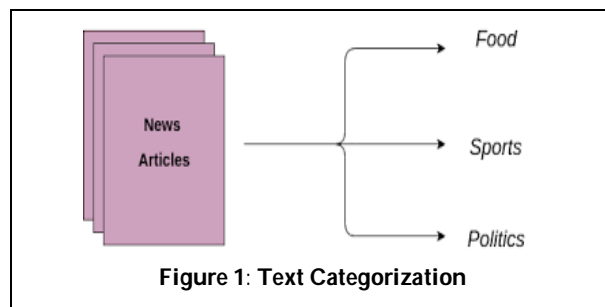 News
Articles
Food
Sports
Politics
Figure 1: Text Categorization